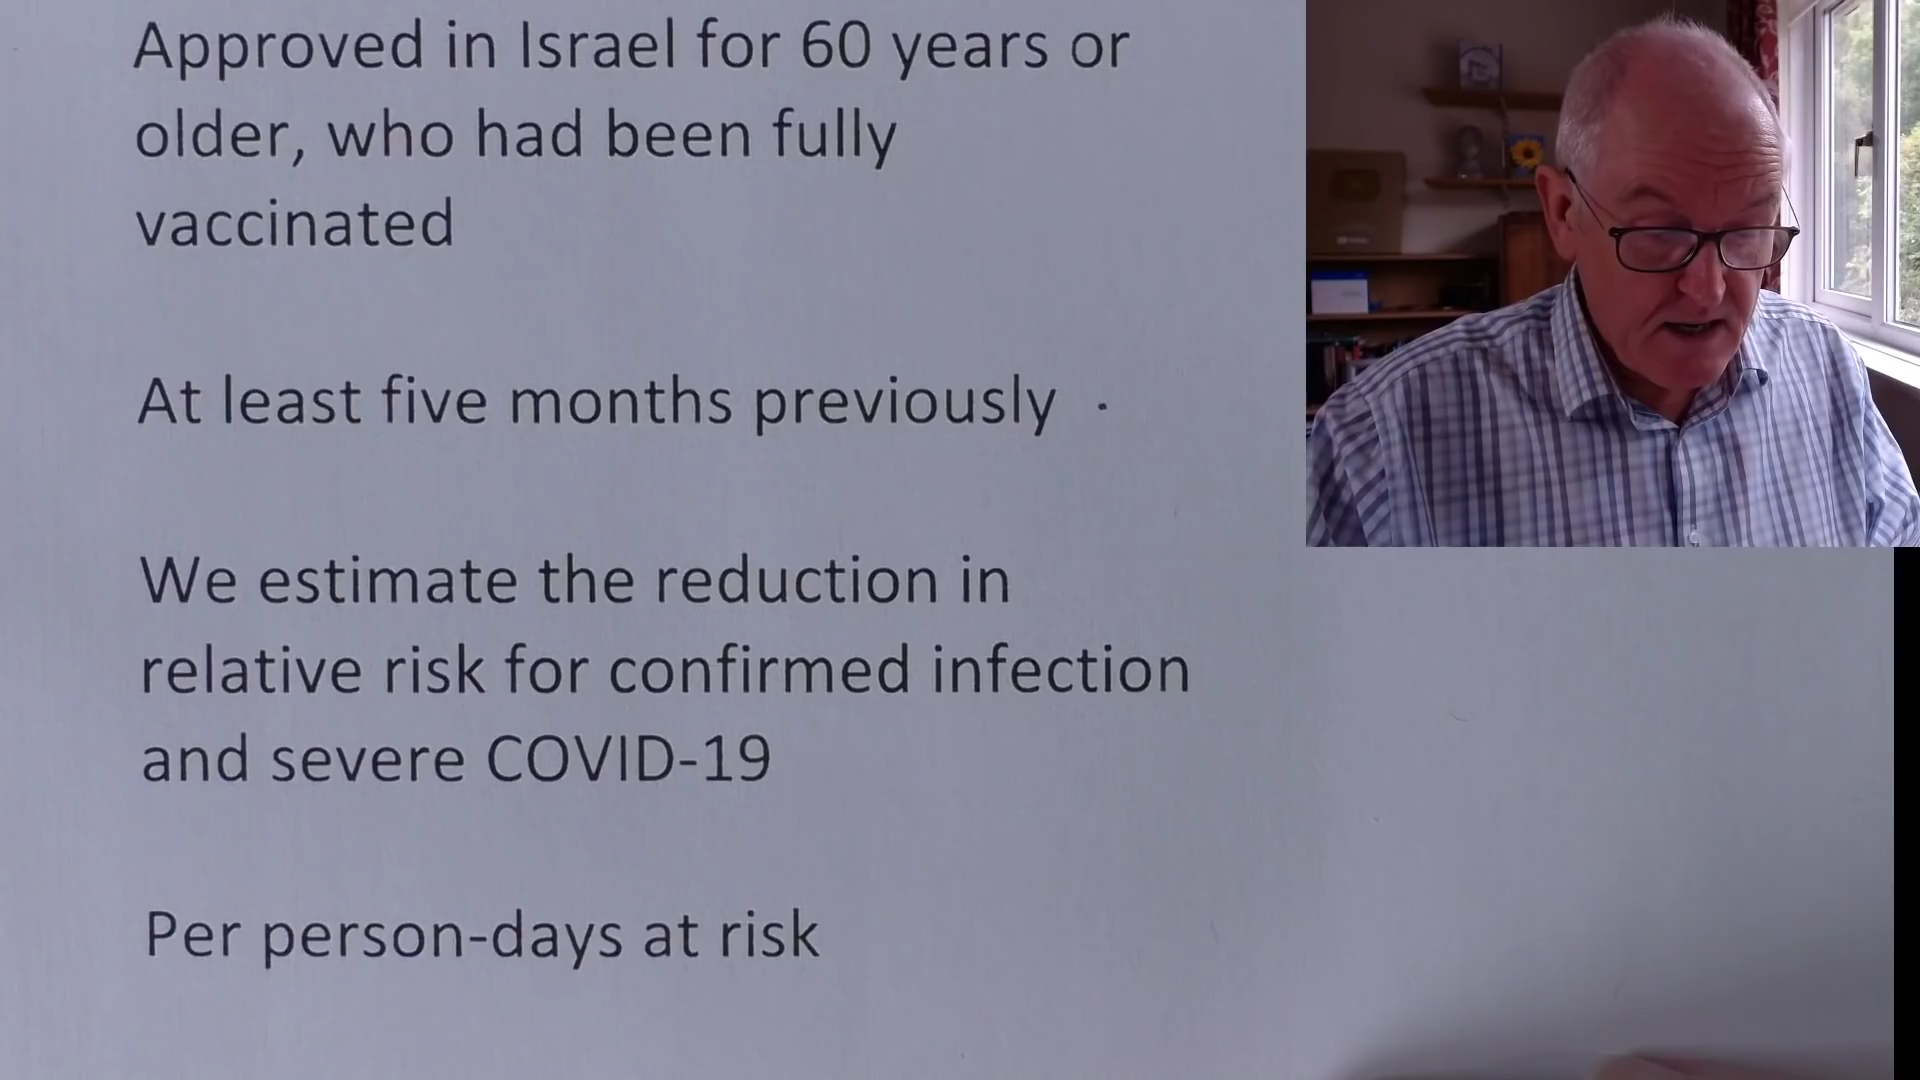 Approved in Israel for 60 years or
older, who had been fully
vaccinated
At least five months previously
We estimate the reduction in
relative risk for confirmed infection
and severe COVID-19
Per person-days at risk